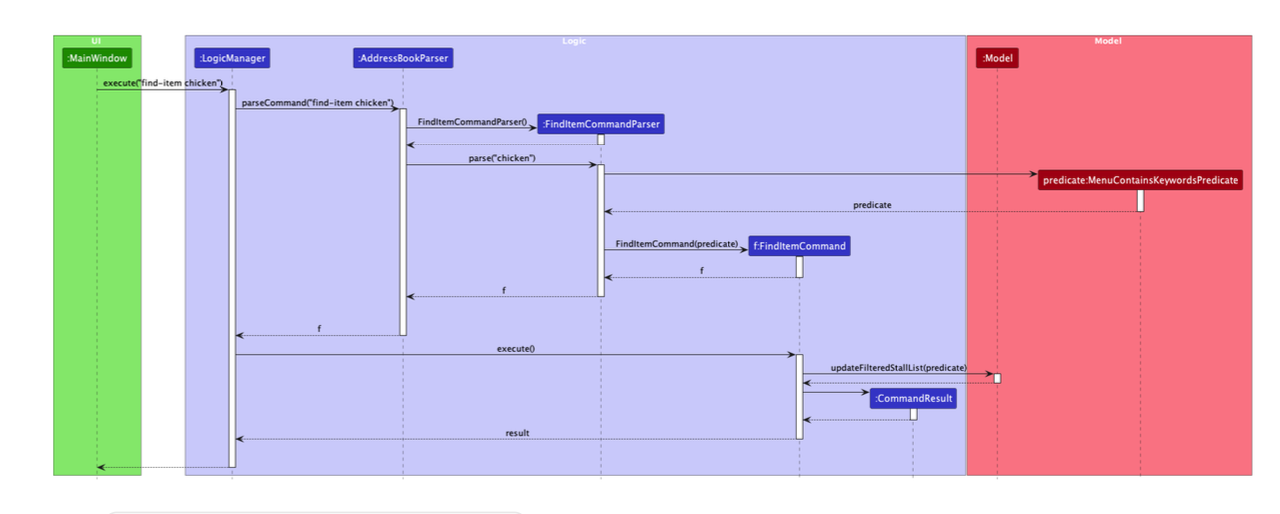 UI
Logic
Model
:MainWindow
:LogicManager
:AddressBookParser
:Model
execute("find-item chicken")
parseCommand("find-item chicken")
FindItemCommandParser()
:FindItemCommandParser
parse("chicken")
predicate:MenuContainsKeywordsPredicate
predicate
FindItemCommand(predicate)
f:FindItemCommand
f
f
f
execute()
updateFilteredStallList(predicate)
:CommandResult
result